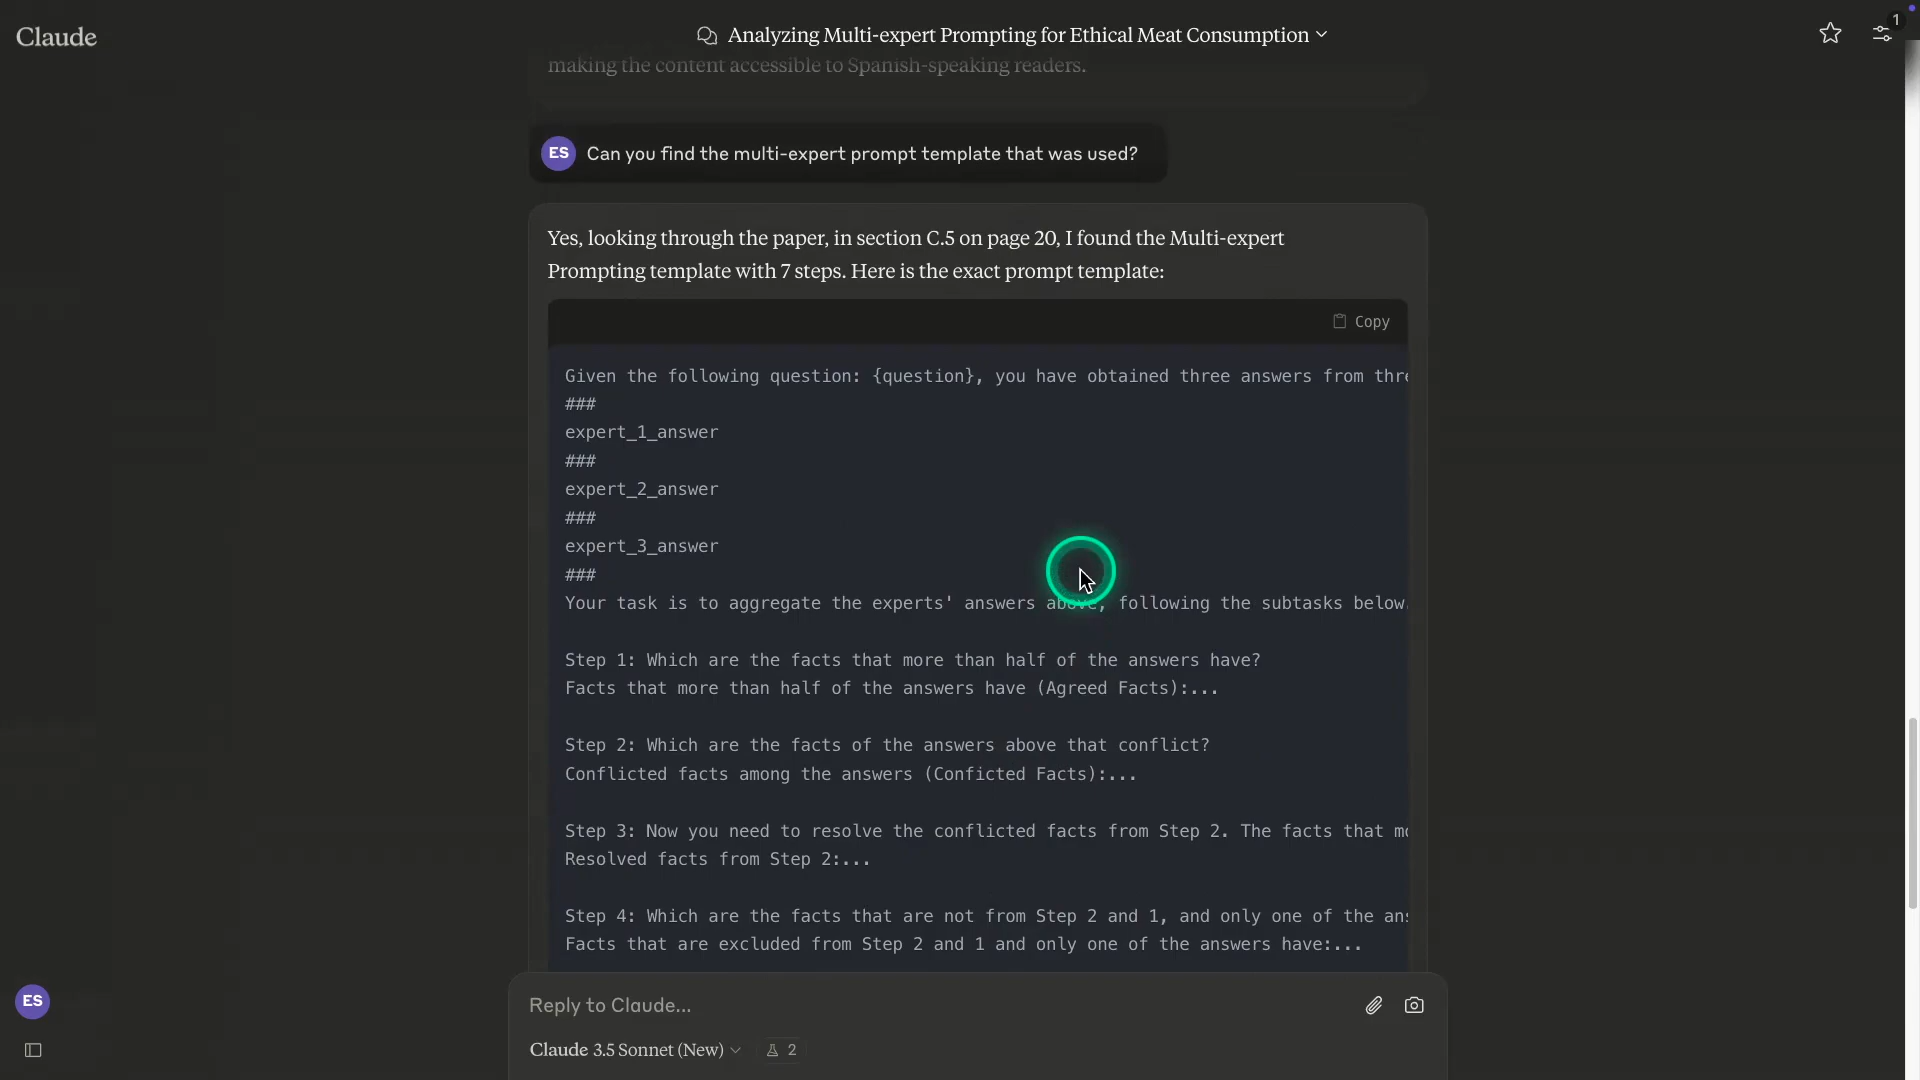 Claude
Analyzing Multi-expert Prompting for Ethical Meat Consumption
1
making the content accessible to Spanish-speaking readers.
ES
Can you find the multi-expert prompt template that was used?
Yes, looking through the paper, in section C.5 on page 20, I found the Multi-expert
Prompting template with 7 steps. Here is the exact prompt template:
Copy
Given the following question: {question}, you have obtained three answers from thre
###
expert_1_answer
###
expert_2_answer
###
expert_3_answer
###
Your task is to aggregate the experts' answers above, following the subtasks below.
Step 1: Which are the facts that more than half of the answers have?
Facts that more than half of the answers have (Agreed Facts):...
Step 2: Which are the facts of the answers above that conflict?
Conflicted facts among the answers (Conficted Facts):...
Step 3: Now you need to resolve the conflicted facts from Step 2. The facts that mo
Resolved facts from Step 2:...
Step 4: Which are the facts that are not from Step 2 and 1, and only one of the ans
Facts that are excluded from Step 2 and 1 and only one of the answers have:...
ES
Reply to Claude...
Claude 3.5 Sonnet (New)
2